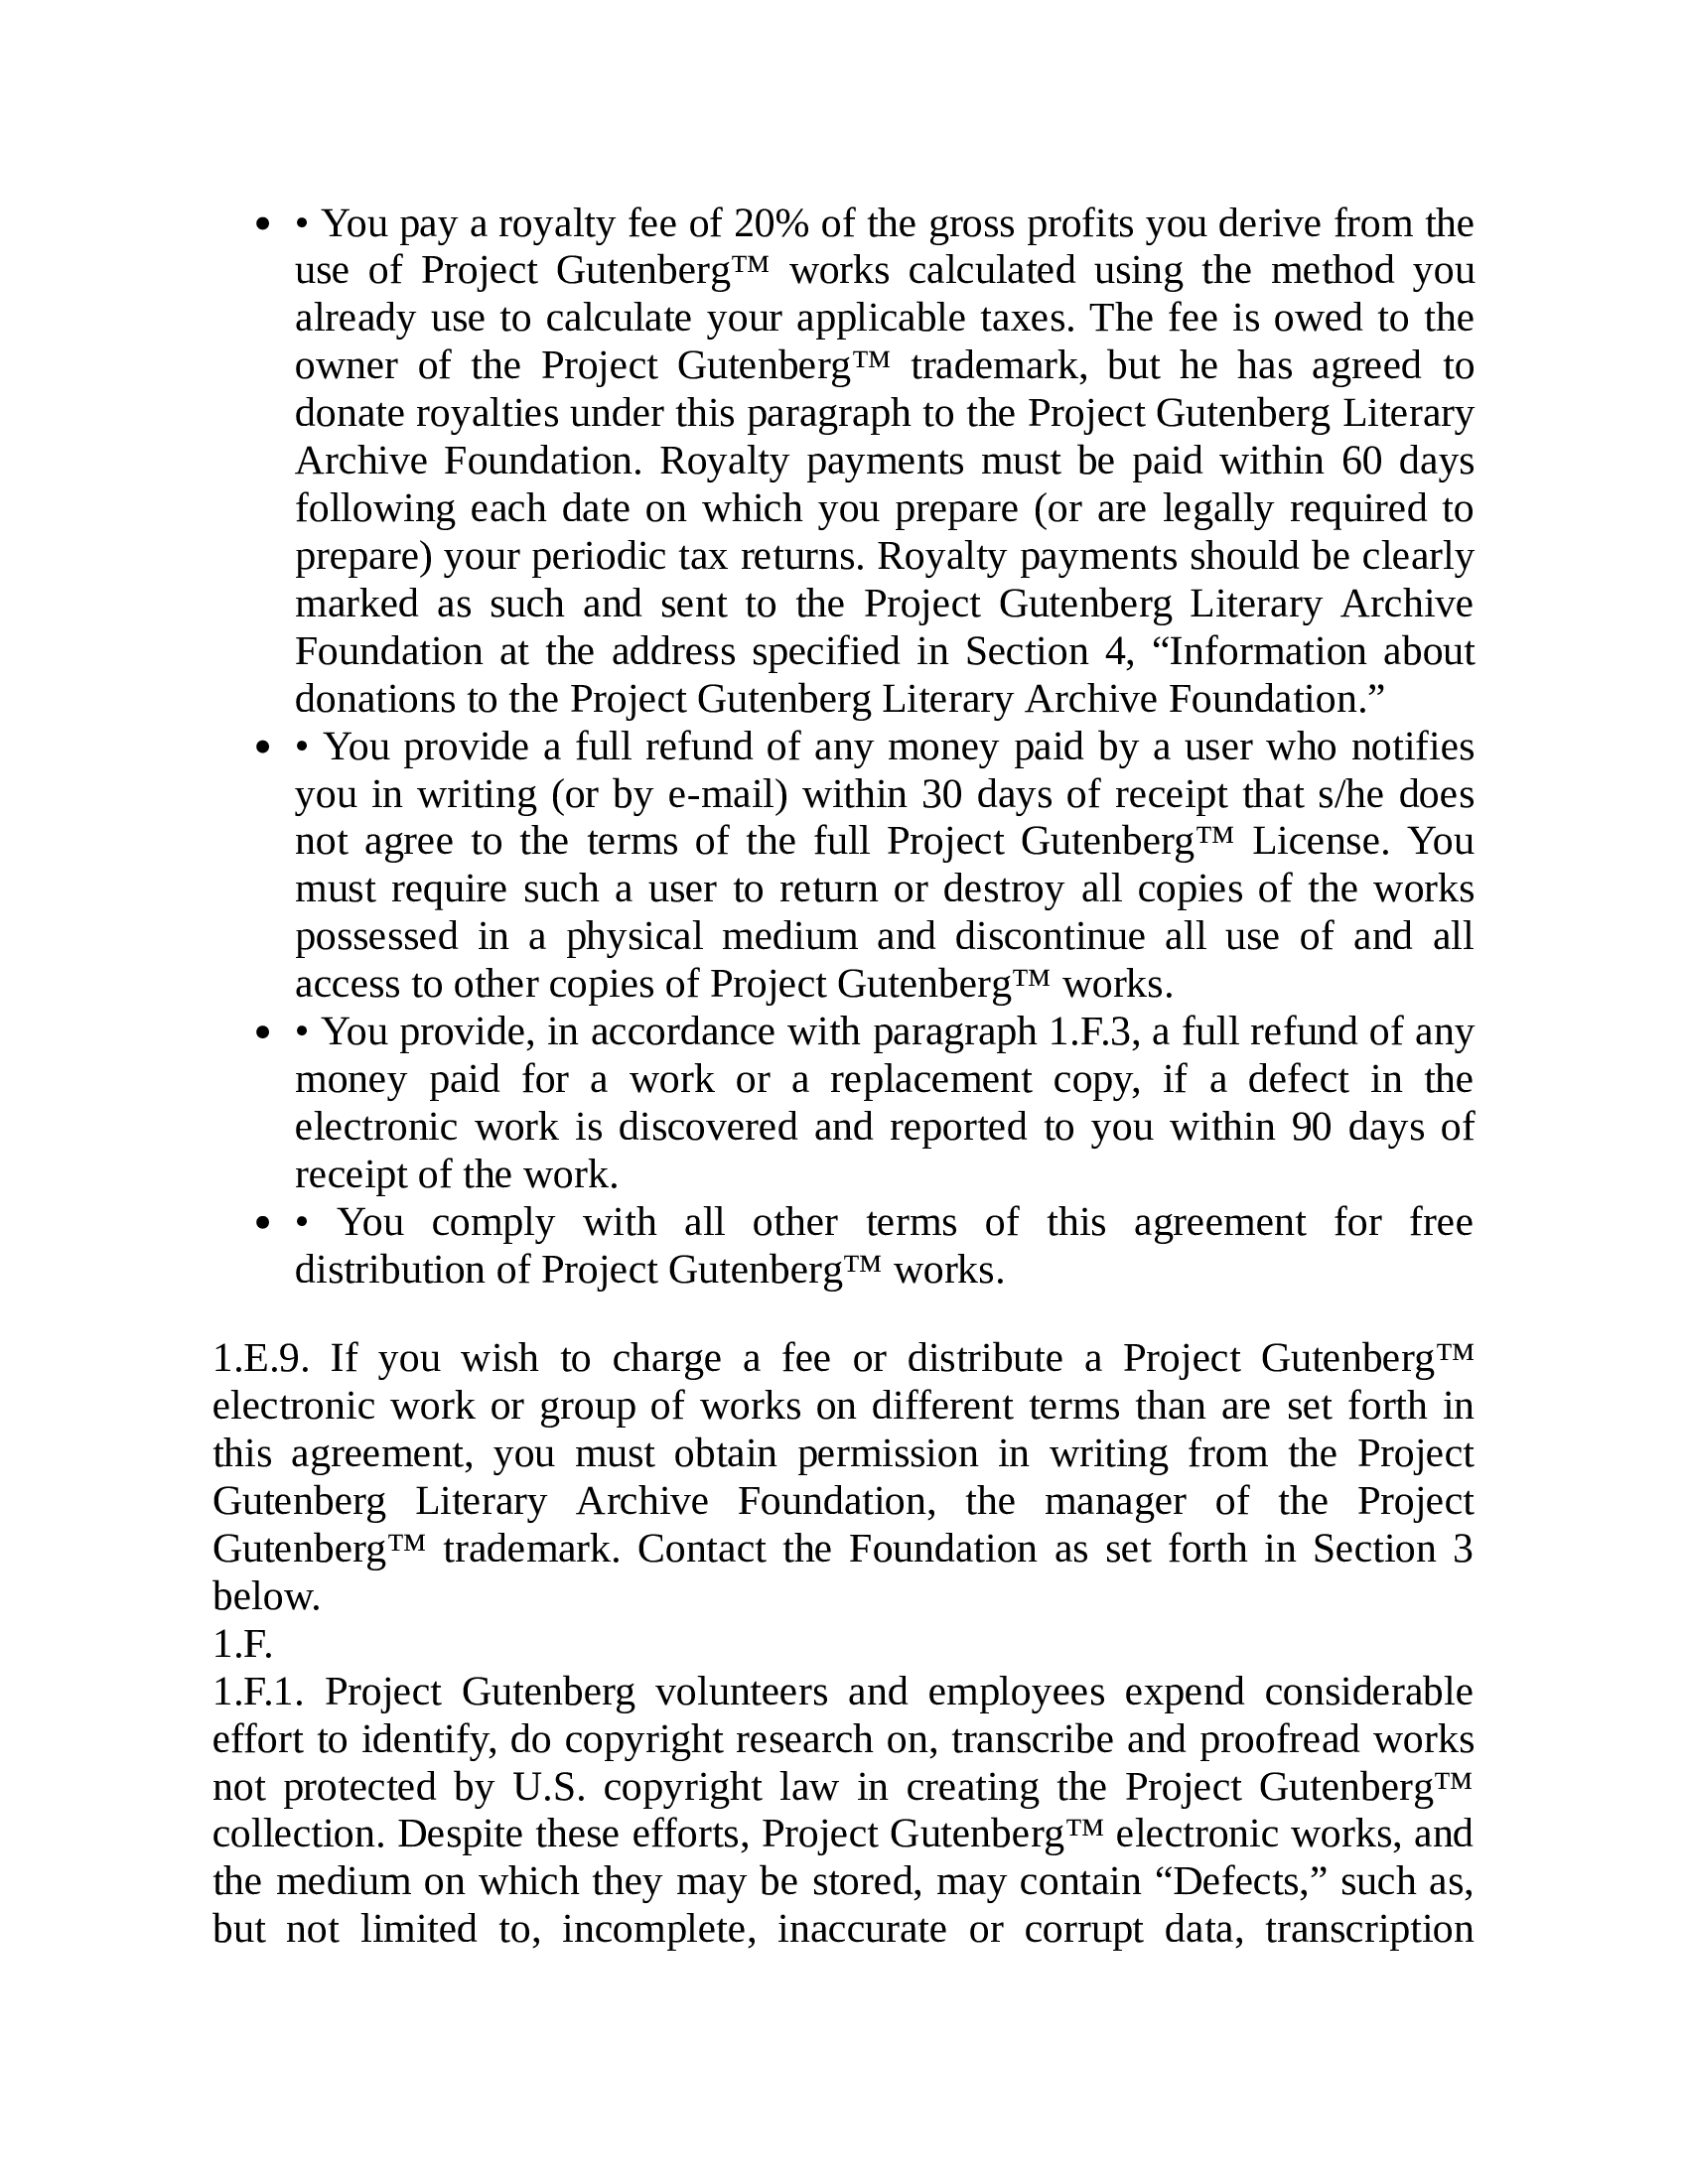 • • You pay a royalty fee of 20% of the gross profits you derive from the
use of Project Gutenberg™ works calculated using the method you
already use to calculate your applicable taxes. The fee is owed to the
owner of the Project Gutenberg™ trademark, but he has agreed to
donate royalties under this paragraph to the Project Gutenberg Literary
Archive Foundation. Royalty payments must be paid within 60 days
following each date on which you prepare (or are legally required to
prepare) your periodic tax returns. Royalty payments should be clearly
marked as such and sent to the Project Gutenberg Literary Archive
Foundation at the address specified in Section 4, “Information about
donations to the Project Gutenberg Literary Archive Foundation.”
• • You provide a full refund of any money paid by a user who notifies
you in writing (or by e-mail) within 30 days of receipt that s/he does
not agree to the terms of the full Project Gutenberg™ License. You
must require such a user to return or destroy all copies of the works
possessed in a physical medium and discontinue all use of and all
access to other copies of Project Gutenberg™ works.
• • You provide, in accordance with paragraph 1.F.3, a full refund of any
money paid for a work or a replacement copy, if a defect in the
electronic work is discovered and reported to you within 90 days of
receipt of the work.
• • You comply with all other terms of this agreement for free
distribution of Project Gutenberg™ works.
1.E.9. If you wish to charge a fee or distribute a Project Gutenberg™
electronic work or group of works on different terms than are set forth in
this agreement, you must obtain permission in writing from the Project
Gutenberg Literary Archive Foundation, the manager of the Project
Gutenberg™ trademark. Contact the Foundation as set forth in Section 3
below.
1.F.
1.F.1. Project Gutenberg volunteers and employees expend considerable
effort to identify, do copyright research on, transcribe and proofread works
not protected by U.S. copyright law in creating the Project Gutenberg™
collection. Despite these efforts, Project Gutenberg™ electronic works, and
the medium on which they may be stored, may contain “Defects,” such as,
but not limited to, incomplete, inaccurate or corrupt data, transcription